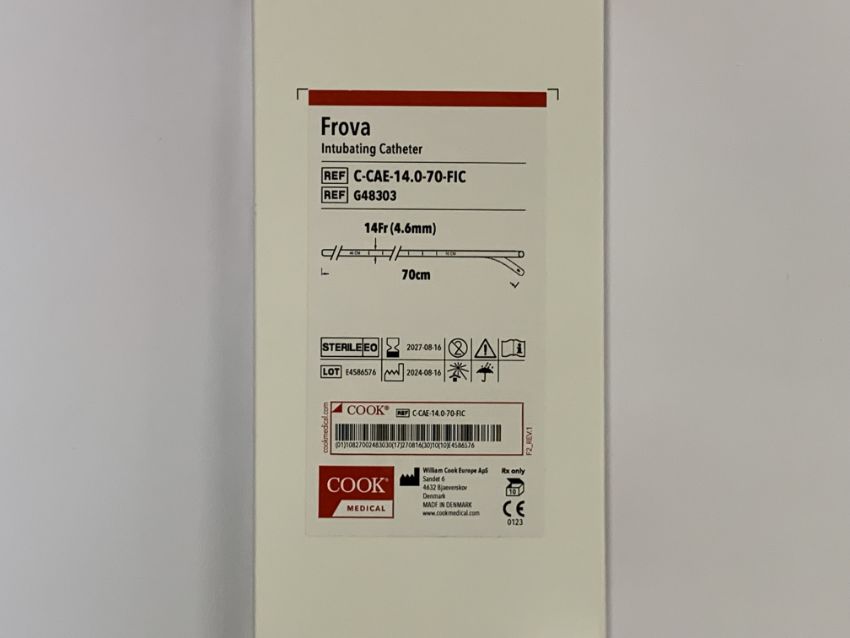 Frova
Intubating Catheter
REF C-CAE-14.0-70-FIC
REF G48303
14Fr (4.6mm)
70cm
STERILE EO 2027-08-16
LOT E4586576 2024-08-16
cookmedical.com
COOK® REF C-CAE-14.0-70-FIC
(01)10827002483030(17)270816(30)10(10)E4586576
F2_REV.1
COOK®
MEDICAL
William Cook Europe ApS
Sandet 6
4632 Bjaeverskov
Denmark
MADE IN DENMARK
www.cookmedical.com
Rx only
10
CE
0123